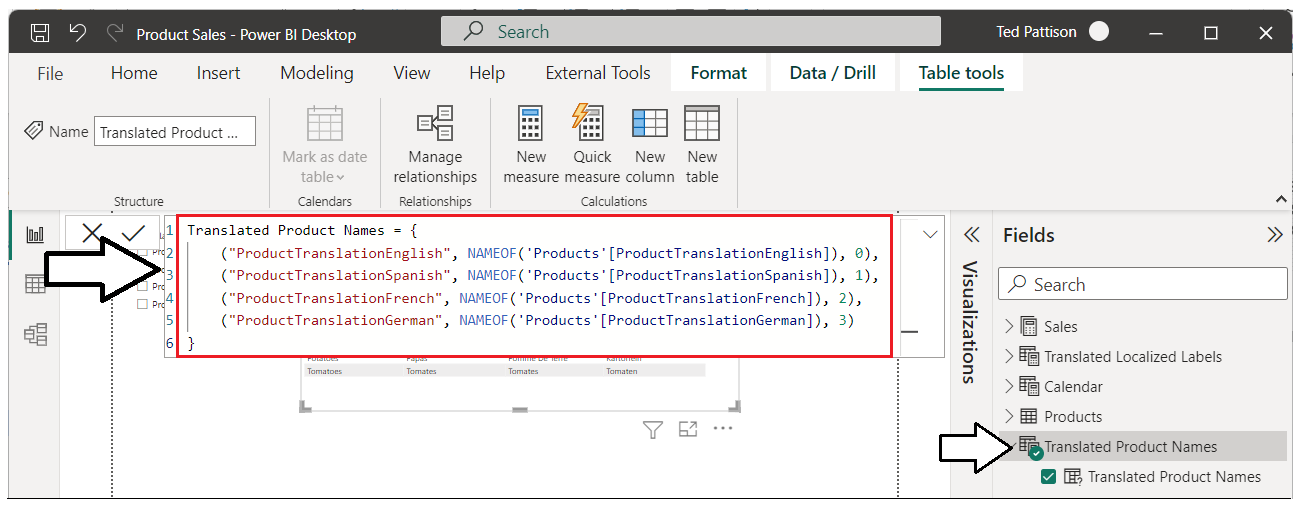 Product Sales - Power BI Desktop
Search
Ted Pattison
File Home Insert Modeling View Help External Tools Format Data / Drill Table tools
Name Translated Product ...
Mark as date table
Manage relationships
New measure
Quick measure
New column
New table
Structure Calendars Relationships Calculations
1 Translated Product Names = {
2 ("ProductTranslationEnglish", NAMEOF('Products'[ProductTranslationEnglish]), 0),
3 ("ProductTranslationSpanish", NAMEOF('Products'[ProductTranslationSpanish]), 1),
4 ("ProductTranslationFrench", NAMEOF('Products'[ProductTranslationFrench]), 2),
5 ("ProductTranslationGerman", NAMEOF('Products'[ProductTranslationGerman]), 3)
6 }
Potatoes Papas Pomme De Terre Kartoffeln
Tomatoes Tomates Tomates Tomaten
Visualizations
Fields
Search
Sales
Translated Localized Labels
Calendar
Products
Translated Product Names
Translated Product Names